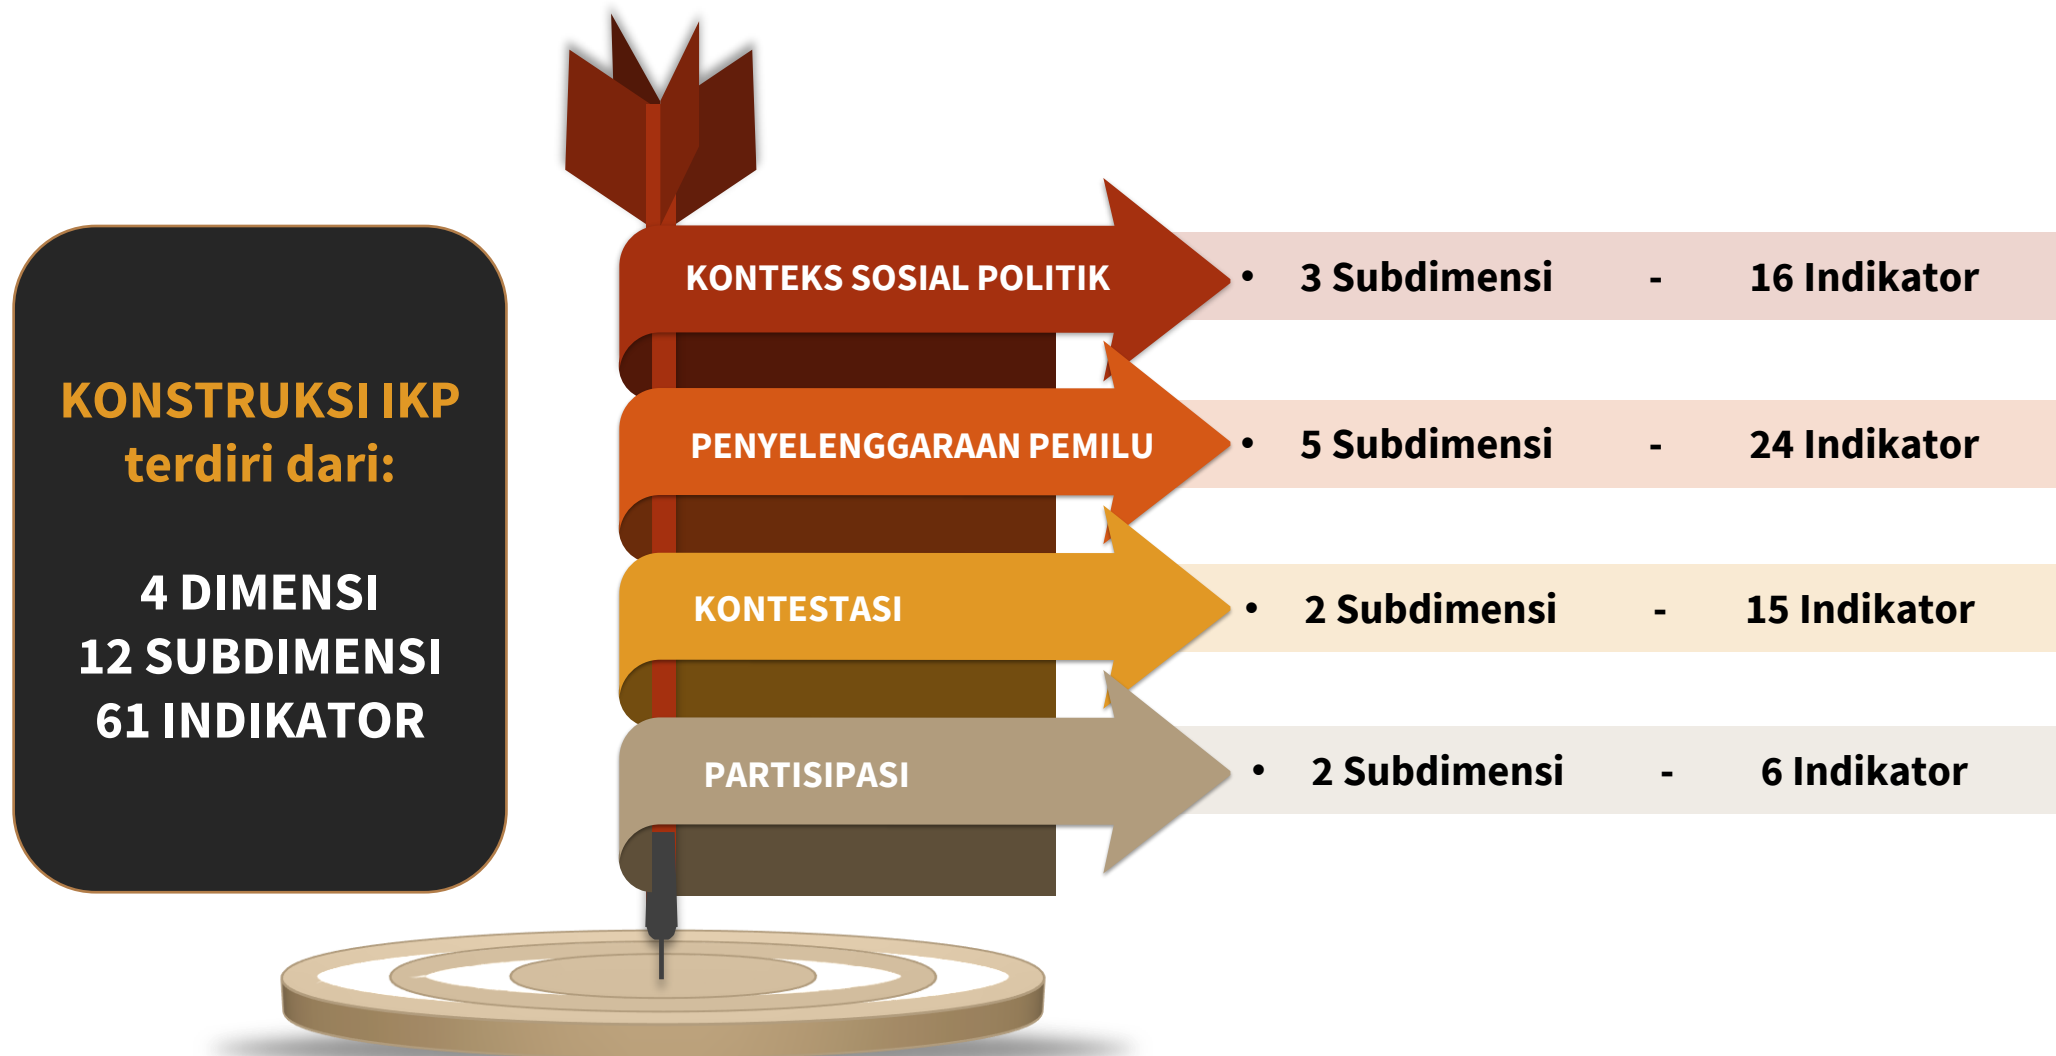 KONSTRUKSI IKP
terdiri dari:
4 DIMENSI
12 SUBDIMENSI
61 INDIKATOR
KONTEKS SOSIAL POLITIK • 3 Subdimensi - 16 Indikator
PENYELENGGARAAN PEMILU • 5 Subdimensi - 24 Indikator
KONTESTASI • 2 Subdimensi - 15 Indikator
PARTISIPASI • 2 Subdimensi - 6 Indikator